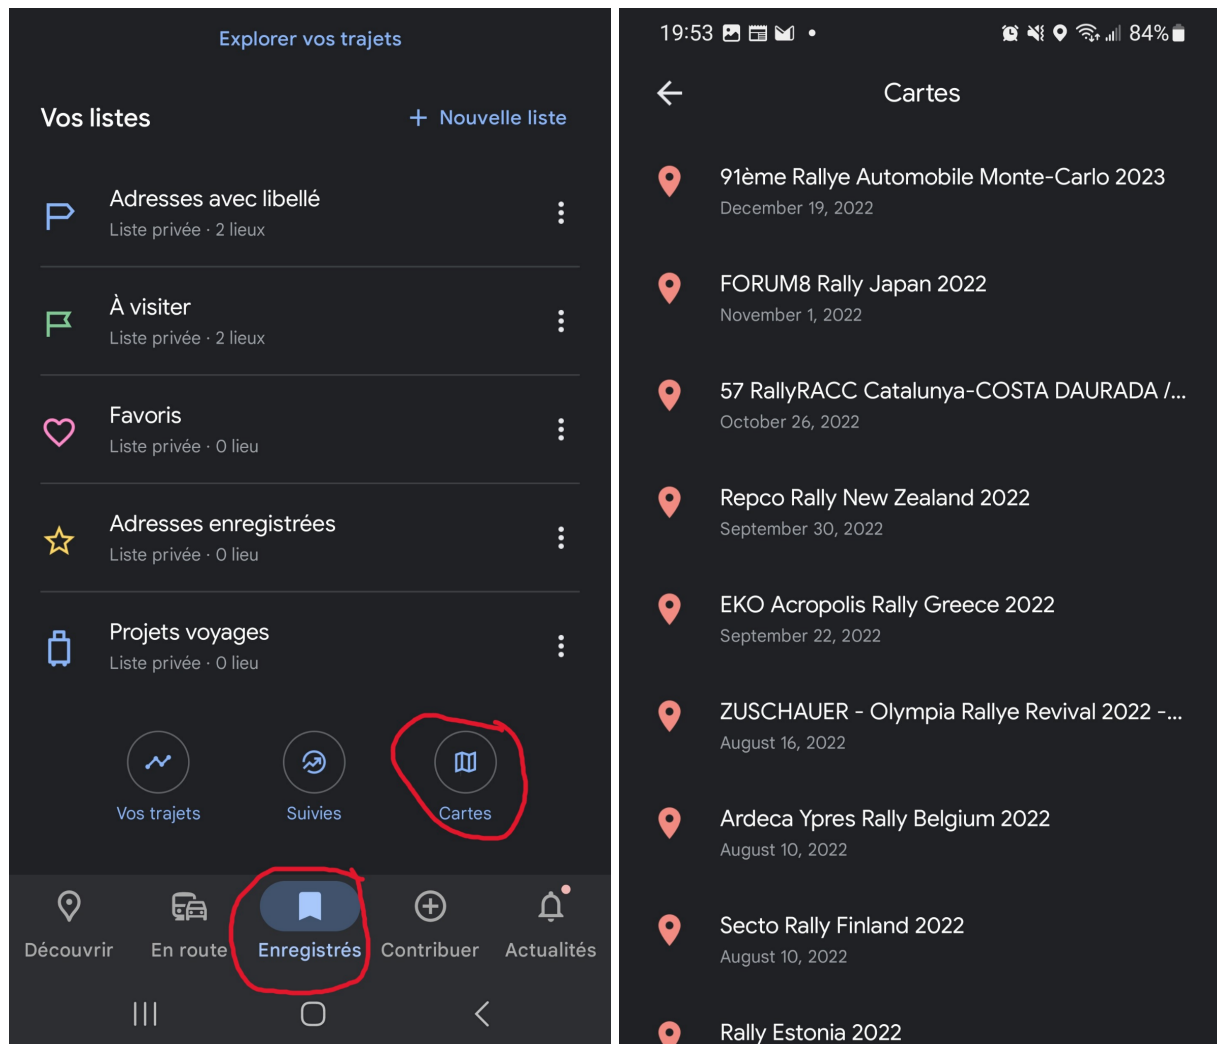 Explorer vos trajets
Vos listes
+ Nouvelle liste
Adresses avec libellé
Liste privée · 2 lieux
À visiter
Liste privée · 2 lieux
Favoris
Liste privée · 0 lieu
Adresses enregistrées
Liste privée · 0 lieu
Projets voyages
Liste privée · 0 lieu
Vos trajets
Suivies
Cartes
Découvrir
En route
Enregistrés
Contribuer
Actualités
19:53
84%
Cartes
91ème Rallye Automobile Monte-Carlo 2023
December 19, 2022
FORUM8 Rally Japan 2022
November 1, 2022
57 RallyRACC Catalunya-COSTA DAURADA /...
October 26, 2022
Repco Rally New Zealand 2022
September 30, 2022
EKO Acropolis Rally Greece 2022
September 22, 2022
ZUSCHAUER - Olympia Rallye Revival 2022 -...
August 16, 2022
Ardeca Ypres Rally Belgium 2022
August 10, 2022
Secto Rally Finland 2022
August 10, 2022
Rally Estonia 2022